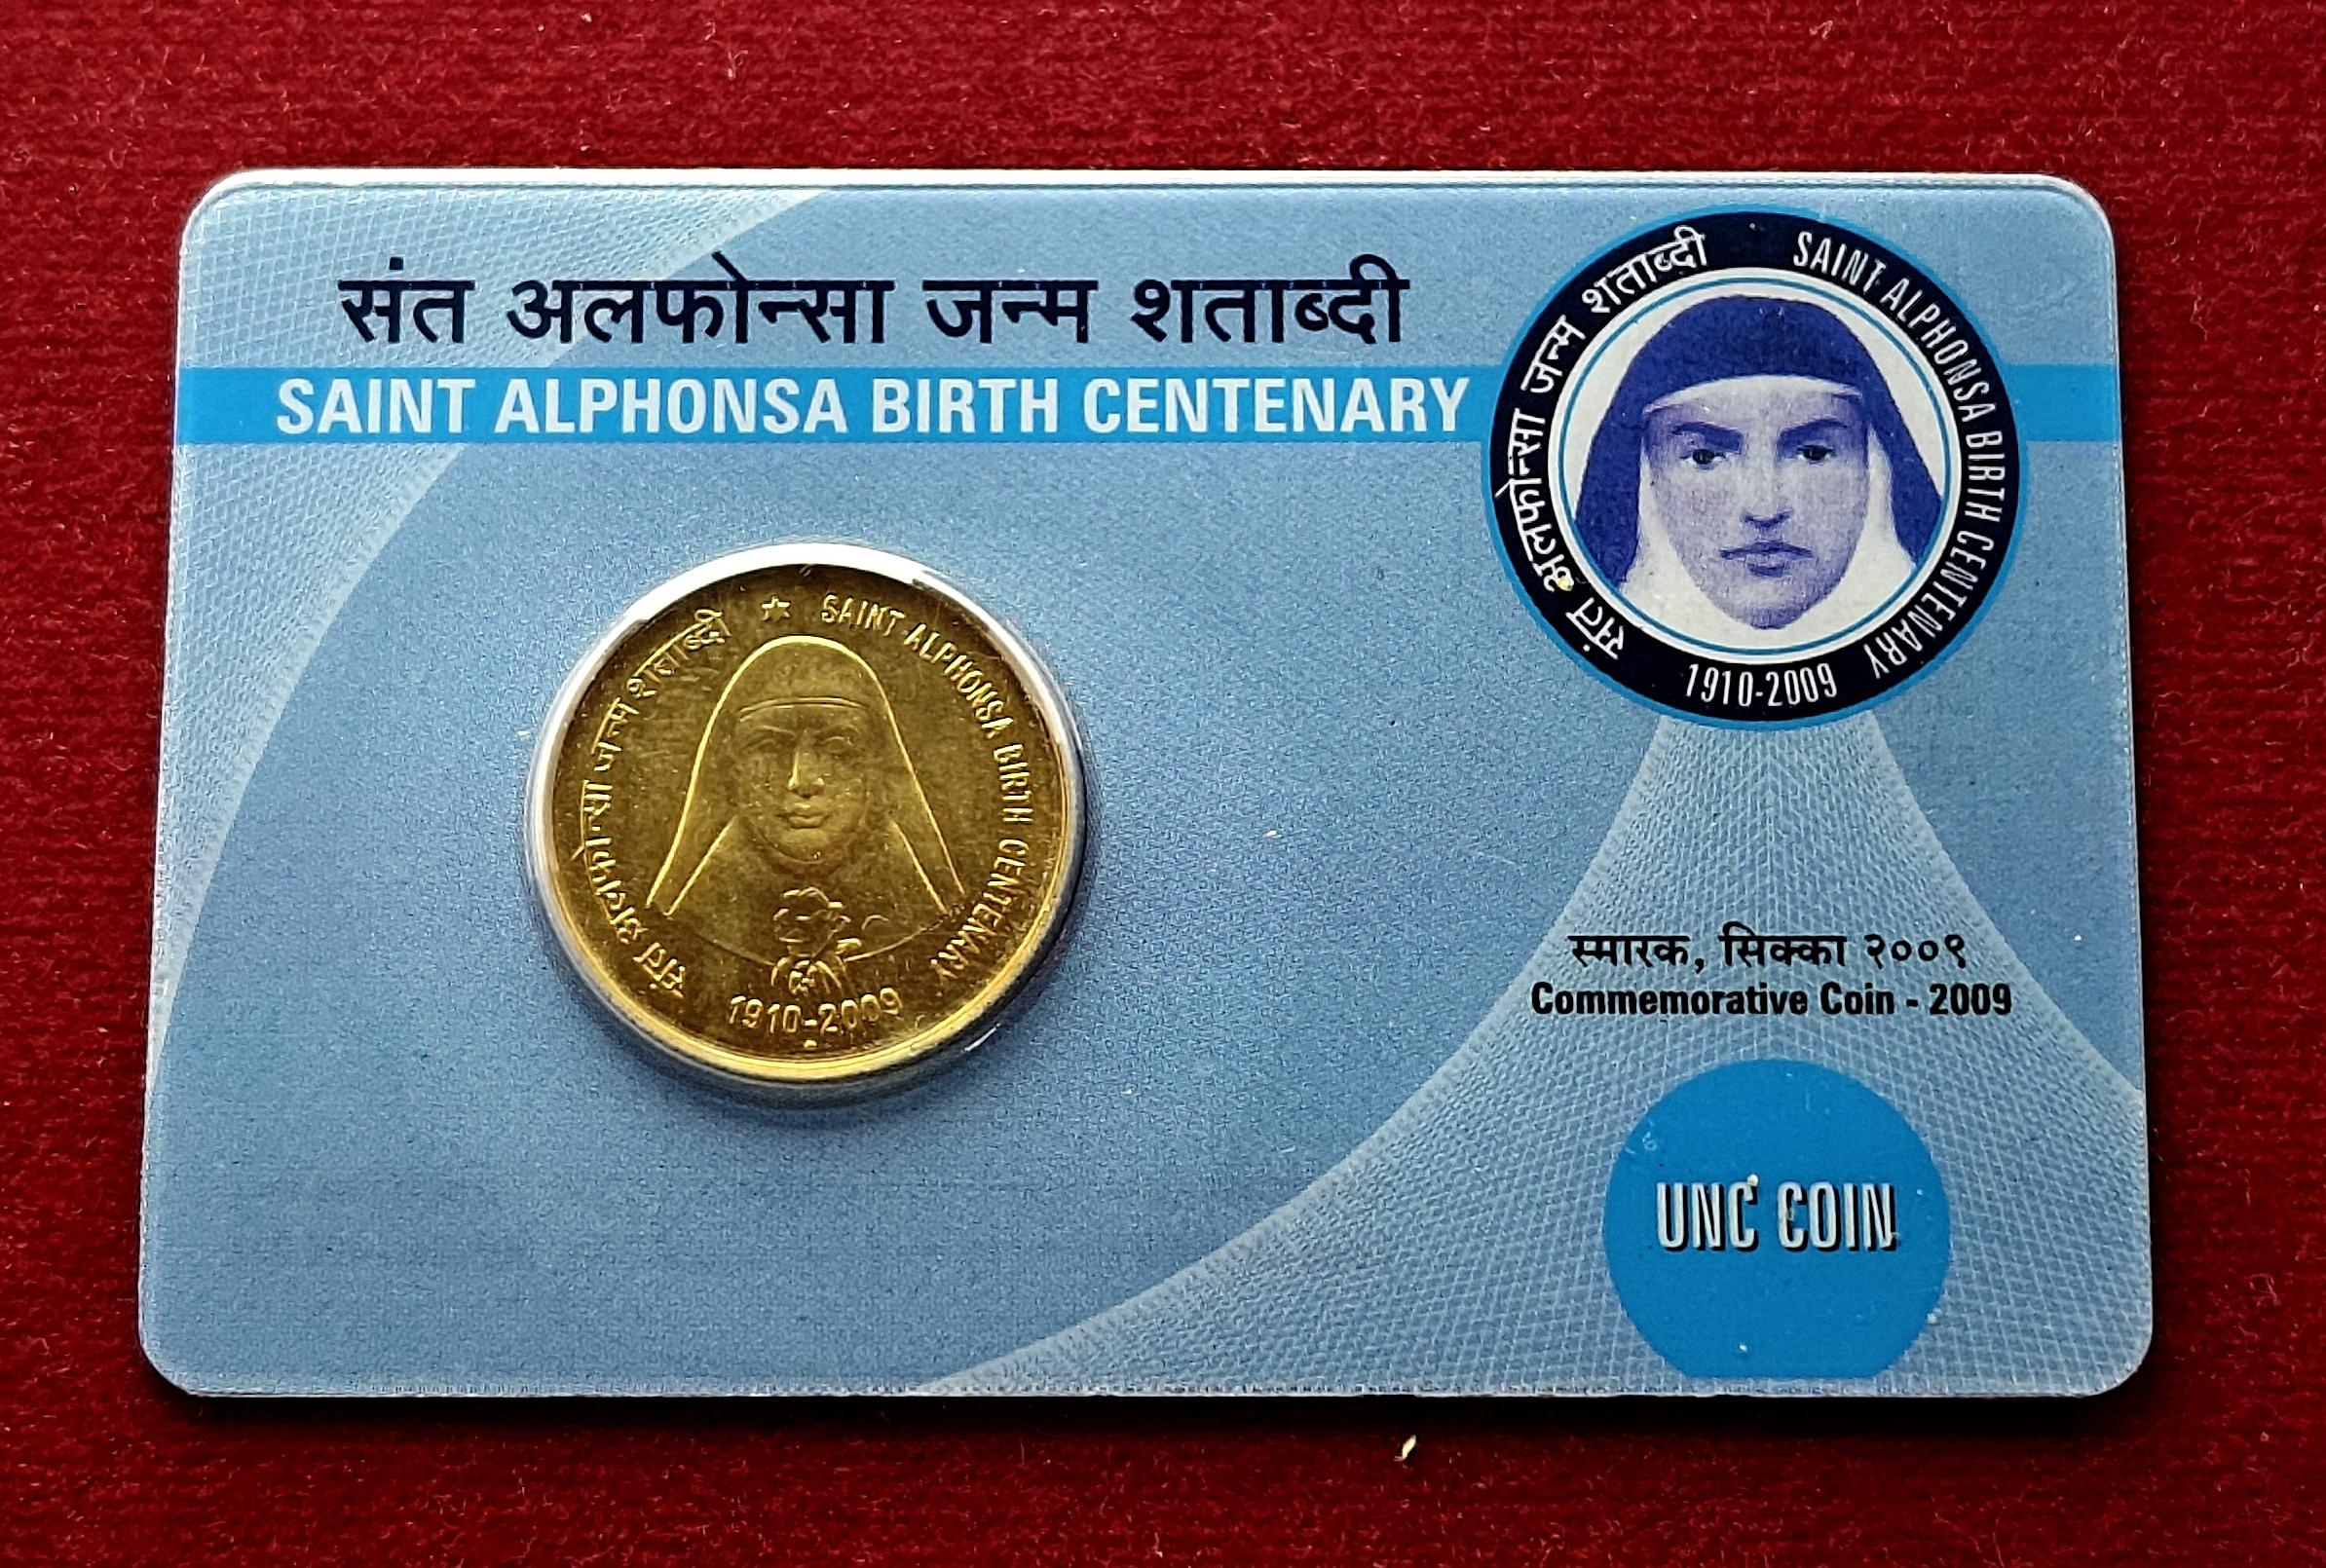 संत अलफोन्सा जन्म शताब्दी
SAINT ALPHONSA BIRTH CENTENARY
संत अलफोन्सा जन्म शताब्दी
SAINT ALPHONSA BIRTH CENTENARY
1910-2009
संत अलफोन्सा जन्म शताब्दी
SAINT ALPHONSA BIRTH CENTENARY
1910-2009
स्मारक, सिक्का २००९
Commemorative Coin - 2009
UNC COIN